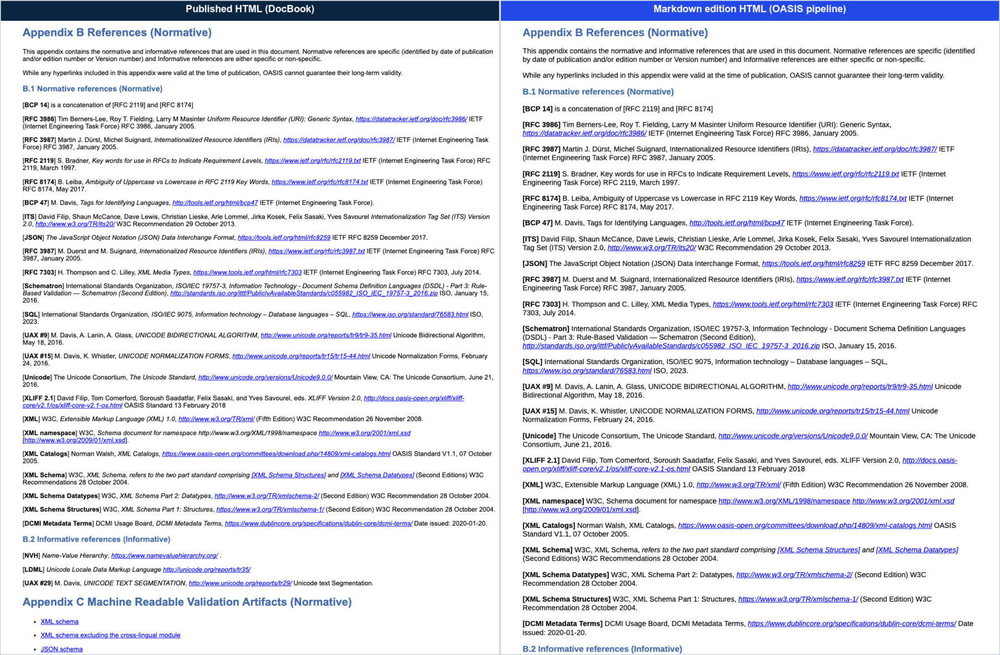 Published HTML (DocBook)
Appendix B References (Normative)
This appendix contains the normative and informative references that are used in this document. Normative references are specific (identified by date of publication
and/or edition number or Version number) and Informative references are either specific or non-specific.
While any hyperlinks included in this appendix were valid at the time of publication, OASIS cannot guarantee their long-term validity.
B.1 Normative references (Normative)
[BCP 14] is a concatenation of [RFC 2119] and [RFC 8174]
[RFC 3986] Tim Berners-Lee, Roy T. Fielding, Larry M Masinter Uniform Resource Identifier (URI): Generic Syntax, https://datatracker.ietf.org/doc/rfc3986/ IETF
(Internet Engineering Task Force) RFC 3986, January 2005.
[RFC 3987] Martin J. Dürst, Michel Suignard, Internationalized Resource Identifiers (IRIs), https://datatracker.ietf.org/doc/rfc3987/ IETF (Internet Engineering Task
Force) RFC 3987, January 2005.
[RFC 2119] S. Bradner, Key words for use in RFCs to Indicate Requirement Levels, https://www.ietf.org/rfc/rfc2119.txt IETF (Internet Engineering Task Force) RFC
2119, March 1997.
[RFC 8174] B. Leiba, Ambiguity of Uppercase vs Lowercase in RFC 2119 Key Words, https://www.ietf.org/rfc/rfc8174.txt IETF (Internet Engineering Task Force)
RFC 8174, May 2017.
[BCP 47] M. Davis, Tags for Identifying Languages, http://tools.ietf.org/html/bcp47 IETF (Internet Engineering Task Force).
[ITS] David Filip, Shaun McCance, Dave Lewis, Christian Lieske, Arle Lommel, Jirka Kosek, Felix Sasaki, Yves Savourel Internationalization Tag Set (ITS) Version
2.0, http://www.w3.org/TR/its20/ W3C Recommendation 29 October 2013.
[JSON] The JavaScript Object Notation (JSON) Data Interchange Format, https://tools.ietf.org/html/rfc8259 IETF RFC 8259 December 2017.
[RFC 3987] M. Duerst and M. Suignard, Internationalized Resource Identifiers (IRIs), https://www.ietf.org/rfc/rfc3987.txt IETF (Internet Engineering Task Force) RFC
3987, January 2005.
[RFC 7303] H. Thompson and C. Lilley, XML Media Types, https://www.tools.ietf.org/html/rfc7303 IETF (Internet Engineering Task Force) RFC 7303, July 2014.
[Schematron] International Standards Organization, ISO/IEC 19757-3, Information Technology - Document Schema Definition Languages (DSDL) - Part 3: Rule-
Based Validation — Schematron (Second Edition), http://standards.iso.org/ittf/PubliclyAvailableStandards/c055982_ISO_IEC_19757-3_2016.zip ISO, January 15,
2016.
[SQL] International Standards Organization, ISO/IEC 9075, Information technology – Database languages – SQL, https://www.iso.org/standard/76583.html ISO,
2023.
[UAX #9] M. Davis, A. Lanin, A. Glass, UNICODE BIDIRECTIONAL ALGORITHM, http://www.unicode.org/reports/tr9/tr9-35.html Unicode Bidirectional Algorithm,
May 18, 2016.
[UAX #15] M. Davis, K. Whistler, UNICODE NORMALIZATION FORMS, http://www.unicode.org/reports/tr15/tr15-44.html Unicode Normalization Forms, February
24, 2016.
[Unicode] The Unicode Consortium, The Unicode Standard, http://www.unicode.org/versions/Unicode9.0.0/ Mountain View, CA: The Unicode Consortium, June 21,
2016.
[XLIFF 2.1] David Filip, Tom Comerford, Soroush Saadatfar, Felix Sasaki, and Yves Savourel, eds. XLIFF Version 2.0, http://docs.oasis-open.org/xliff/xliff-
core/v2.1/os/xliff-core-v2.1-os.html OASIS Standard 13 February 2018
[XML] W3C, Extensible Markup Language (XML) 1.0, http://www.w3.org/TR/xml/ (Fifth Edition) W3C Recommendation 26 November 2008.
[XML namespace] W3C, Schema document for namespace http://www.w3.org/XML/1998/namespace http://www.w3.org/2001/xml.xsd
[http://www.w3.org/2009/01/xml.xsd].
[XML Catalogs] Norman Walsh, XML Catalogs, https://www.oasis-open.org/committees/download.php/14809/xml-catalogs.html OASIS Standard V1.1, 07 October
2005.
[XML Schema] W3C, XML Schema, refers to the two part standard comprising [XML Schema Structures] and [XML Schema Datatypes] (Second Editions) W3C
Recommendations 28 October 2004.
[XML Schema Datatypes] W3C, XML Schema Part 2: Datatypes, http://www.w3.org/TR/xmlschema-2/ (Second Edition) W3C Recommendation 28 October 2004.
[XML Schema Structures] W3C, XML Schema Part 1: Structures, https://www.w3.org/TR/xmlschema-1/ (Second Edition) W3C Recommendation 28 October 2004.
[DCMI Metadata Terms] DCMI Usage Board, DCMI Metadata Terms, https://www.dublincore.org/specifications/dublin-core/dcmi-terms/ Date issued: 2020-01-20.
B.2 Informative references (Informative)
[NVH] Name-Value Hierarchy, https://www.namevaluehierarchy.org/ .
[LDML] Unicode Locale Data Markup Language http://unicode.org/reports/tr35/
[UAX #29] M. Davis, UNICODE TEXT SEGMENTATION, http://www.unicode.org/reports/tr29/ Unicode text Segmentation.
Appendix C Machine Readable Validation Artifacts (Normative)
• XML schema
• XML schema excluding the cross-lingual module
• JSON schema
Markdown edition HTML (OASIS pipeline)
Appendix B References (Normative)
This appendix contains the normative and informative references that are used in this document. Normative references are specific (identified
by date of publication and/or edition number or Version number) and Informative references are either specific or non-specific.
While any hyperlinks included in this appendix were valid at the time of publication, OASIS cannot guarantee their long-term validity.
B.1 Normative references (Normative)
[BCP 14] is a concatenation of [RFC 2119] and [RFC 8174]
[RFC 3986] Tim Berners-Lee, Roy T. Fielding, Larry M Masinter Uniform Resource Identifier (URI): Generic Syntax,
https://datatracker.ietf.org/doc/rfc3986/ IETF (Internet Engineering Task Force) RFC 3986, January 2005.
[RFC 3987] Martin J. Dürst, Michel Suignard, Internationalized Resource Identifiers (IRIs), https://datatracker.ietf.org/doc/rfc3987/ IETF
(Internet Engineering Task Force) RFC 3987, January 2005.
[RFC 2119] S. Bradner, Key words for use in RFCs to Indicate Requirement Levels, https://www.ietf.org/rfc/rfc2119.txt IETF (Internet
Engineering Task Force) RFC 2119, March 1997.
[RFC 8174] B. Leiba, Ambiguity of Uppercase vs Lowercase in RFC 2119 Key Words, https://www.ietf.org/rfc/rfc8174.txt IETF (Internet
Engineering Task Force) RFC 8174, May 2017.
[BCP 47] M. Davis, Tags for Identifying Languages, http://tools.ietf.org/html/bcp47 IETF (Internet Engineering Task Force).
[ITS] David Filip, Shaun McCance, Dave Lewis, Christian Lieske, Arle Lommel, Jirka Kosek, Felix Sasaki, Yves Savourel Internationalization
Tag Set (ITS) Version 2.0, http://www.w3.org/TR/its20/ W3C Recommendation 29 October 2013.
[JSON] The JavaScript Object Notation (JSON) Data Interchange Format, https://tools.ietf.org/html/rfc8259 IETF RFC 8259 December 2017.
[RFC 3987] M. Duerst and M. Suignard, Internationalized Resource Identifiers (IRIs), https://www.ietf.org/rfc/rfc3987.txt IETF (Internet Engineering Task Force)
RFC 3987, January 2005.
[RFC 7303] H. Thompson and C. Lilley, XML Media Types, https://www.tools.ietf.org/html/rfc7303 IETF (Internet Engineering Task Force) RFC
7303, July 2014.
[Schematron] International Standards Organization, ISO/IEC 19757-3, Information Technology - Document Schema Definition Languages
(DSDL) - Part 3: Rule-Based Validation — Schematron (Second Edition),
http://standards.iso.org/ittf/PubliclyAvailableStandards/c055982_ISO_IEC_19757-3_2016.zip ISO, January 15, 2016.
[SQL] International Standards Organization, ISO/IEC 9075, Information technology – Database languages – SQL,
https://www.iso.org/standard/76583.html ISO, 2023.
[UAX #9] M. Davis, A. Lanin, A. Glass, UNICODE BIDIRECTIONAL ALGORITHM, http://www.unicode.org/reports/tr9/tr9-35.html Unicode
Bidirectional Algorithm, May 18, 2016.
[UAX #15] M. Davis, K. Whistler, UNICODE NORMALIZATION FORMS, http://www.unicode.org/reports/tr15/tr15-44.html Unicode
Normalization Forms, February 24, 2016.
[Unicode] The Unicode Consortium, The Unicode Standard, http://www.unicode.org/versions/Unicode9.0.0/ Mountain View, CA: The Unicode
Consortium, June 21, 2016.
[XLIFF 2.1] David Filip, Tom Comerford, Soroush Saadatfar, Felix Sasaki, and Yves Savourel, eds. XLIFF Version 2.0, http://docs.oasis-
open.org/xliff/xliff-core/v2.1/os/xliff-core-v2.1-os.html OASIS Standard 13 February 2018
[XML] W3C, Extensible Markup Language (XML) 1.0, http://www.w3.org/TR/xml/ (Fifth Edition) W3C Recommendation 26 November 2008.
[XML namespace] W3C, Schema document for namespace http://www.w3.org/XML/1998/namespace http://www.w3.org/2001/xml.xsd
[http://www.w3.org/2009/01/xml.xsd].
[XML Catalogs] Norman Walsh, XML Catalogs, https://www.oasis-open.org/committees/download.php/14809/xml-catalogs.html OASIS
Standard V1.1, 07 October 2005.
[XML Schema] W3C, XML Schema, refers to the two part standard comprising [XML Schema Structures] and [XML Schema Datatypes]
(Second Editions) W3C Recommendations 28 October 2004.
[XML Schema Datatypes] W3C, XML Schema Part 2: Datatypes, http://www.w3.org/TR/xmlschema-2/ (Second Edition) W3C
Recommendation 28 October 2004.
[XML Schema Structures] W3C, XML Schema Part 1: Structures, https://www.w3.org/TR/xmlschema-1/ (Second Edition) W3C
Recommendation 28 October 2004.
[DCMI Metadata Terms] DCMI Usage Board, DCMI Metadata Terms, https://www.dublincore.org/specifications/dublin-core/dcmi-terms/ Date
issued: 2020-01-20.
B.2 Informative references (Informative)